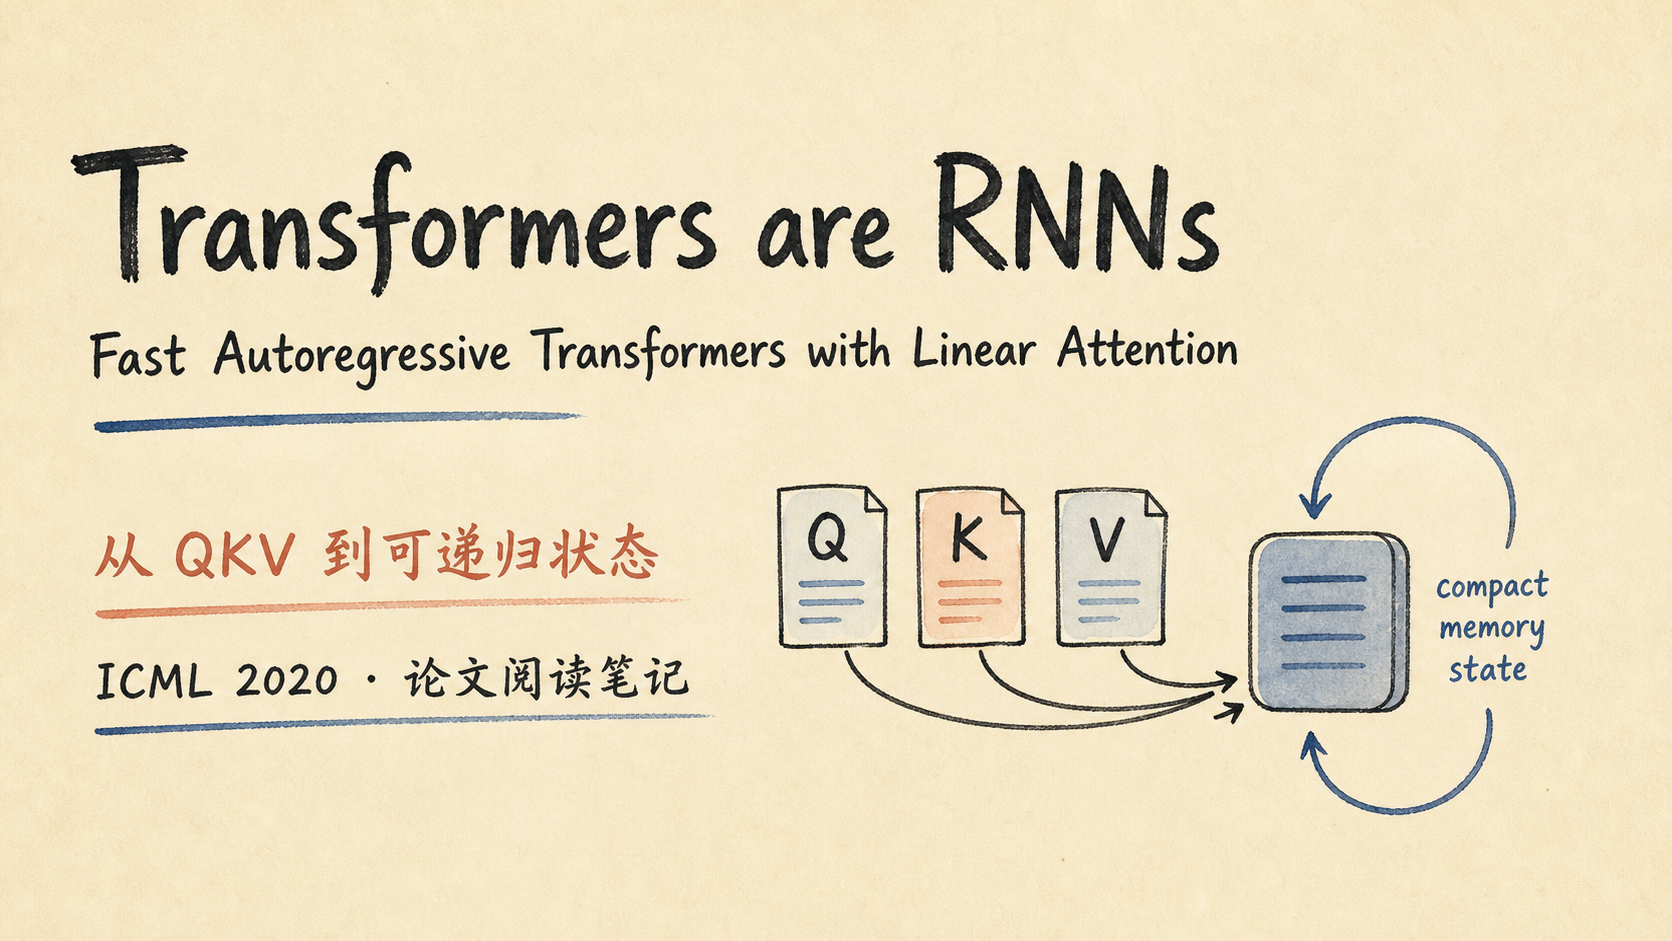 Transformers are RNNs
Fast Autoregressive Transformers with Linear Attention
从 QKV 到可递归状态
ICML 2020 · 论文阅读笔记
Q
K
V
compact
memory
state